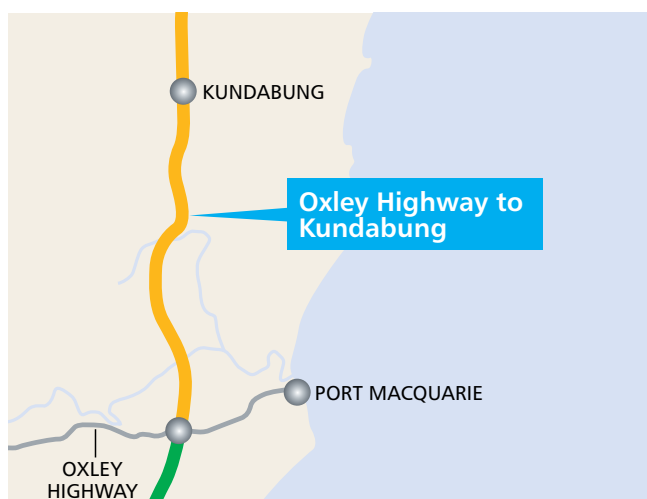 KUNDABUNG
Oxley Highway to
Kundabung
PORT MACQUARIE
OXLEY
HIGHWAY